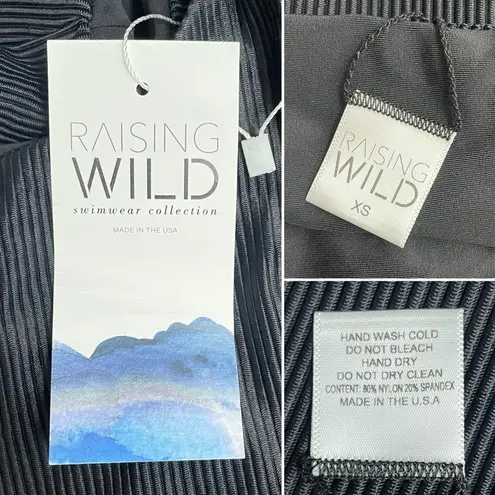 RAISING
WILD
swimwear collection
MADE IN THE USA
RAISING
WILD
XS
HAND WASH COLD
DO NOT BLEACH
HAND DRY
DO NOT DRY CLEAN
CONTENT: 80% NYLON 20% SPANDEX
MADE IN THE U.S.A